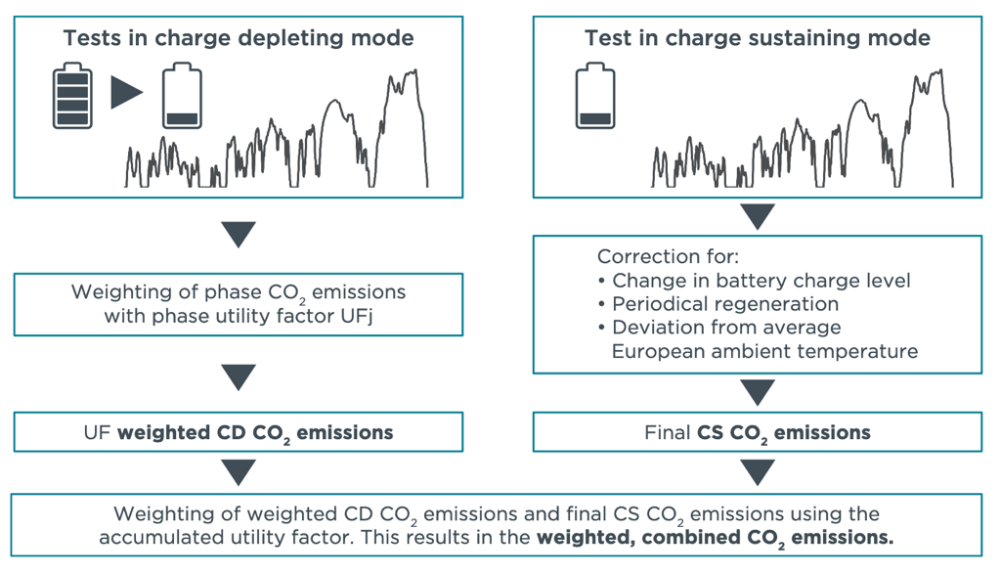 Tests in charge depleting mode
Weighting of phase CO₂ emissions
with phase utility factor UFj
UF weighted CD CO₂ emissions
Test in charge sustaining mode
Correction for:
• Change in battery charge level
• Periodical regeneration
• Deviation from average
European ambient temperature
Final CS CO₂ emissions
Weighting of weighted CD CO₂ emissions and final CS CO₂ emissions using the
accumulated utility factor. This results in the weighted, combined CO₂ emissions.